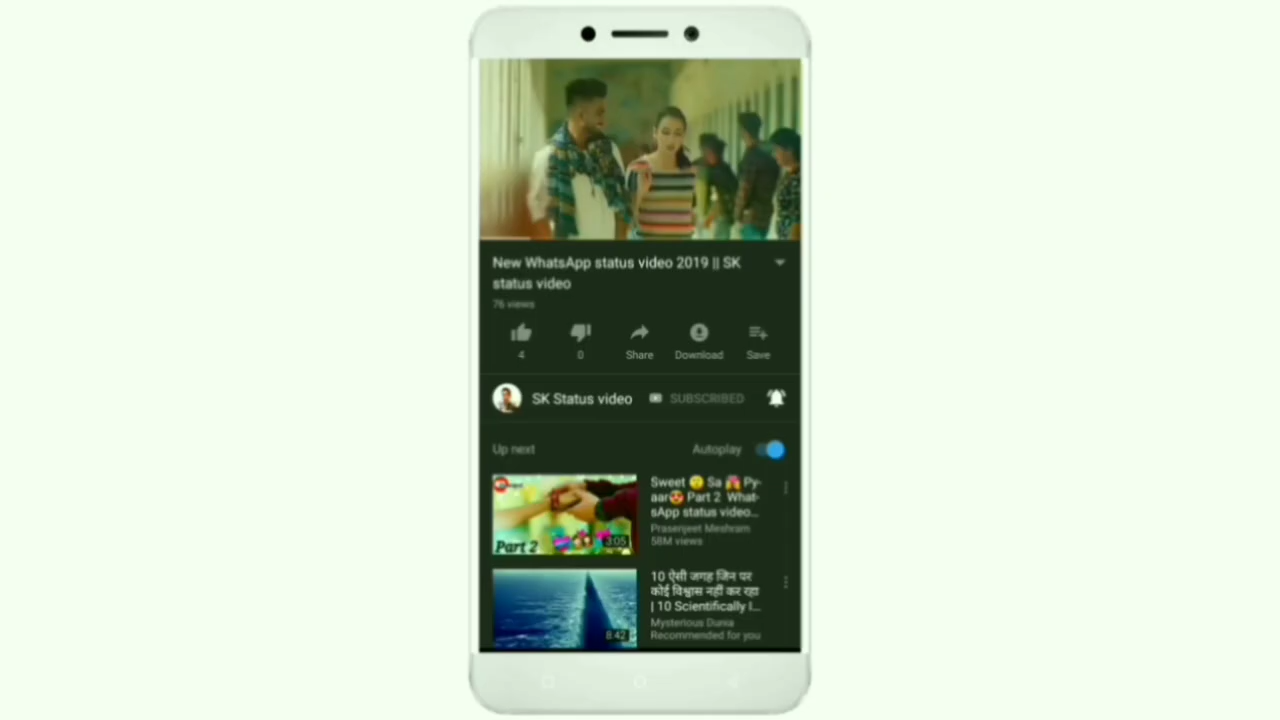 New WhatsApp status video 2019 || SK
status video
76 views
4
0
Share
Download
Save
SK Status video
SUBSCRIBED
Up next
Autoplay
Sweet 😇 Sa 💏 Py-
aar😍 Part 2 What-
sApp status video...
Prasenjeet Meshram
58M views
Part 2
3:05
10 ऐसी जगह जिन पर
कोई विश्वास नहीं कर रहा
| 10 Scientifically I...
Mysterious Dunia
Recommended for you
8:42